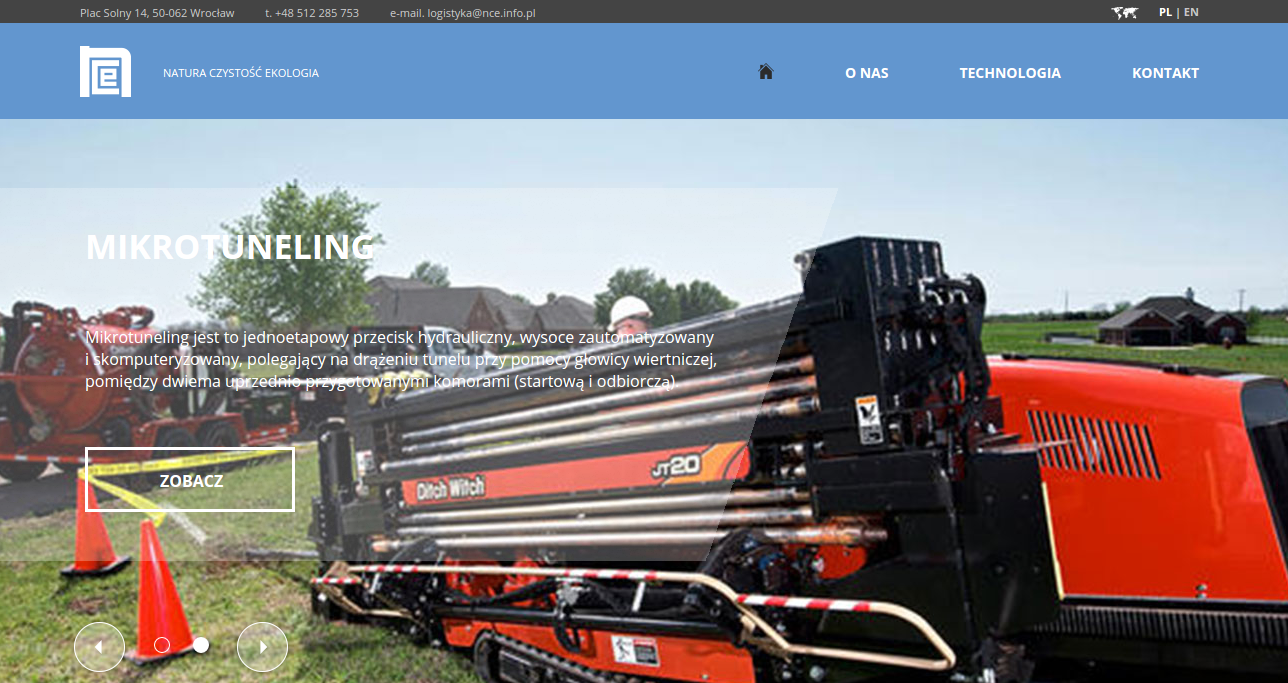 Plac Solny 14, 50-062 Wrocław t. +48 512 285 753 e-mail. logistyka@nce.info.pl PL | EN
NATURA CZYSTOŚĆ EKOLOGIA O NAS TECHNOLOGIA KONTAKT
MIKROTUNELING
Mikrotuneling jest to jednoetapowy przecisk hydrauliczny, wysoce zautomatyzowany
i skomputeryzowany, polegający na drążeniu tunelu przy pomocy głowicy wiertniczej,
pomiędzy dwiema uprzednio przygotowanymi komorami (startową i odbiorczą).
JT20
Ditch Witch
ZOBACZ